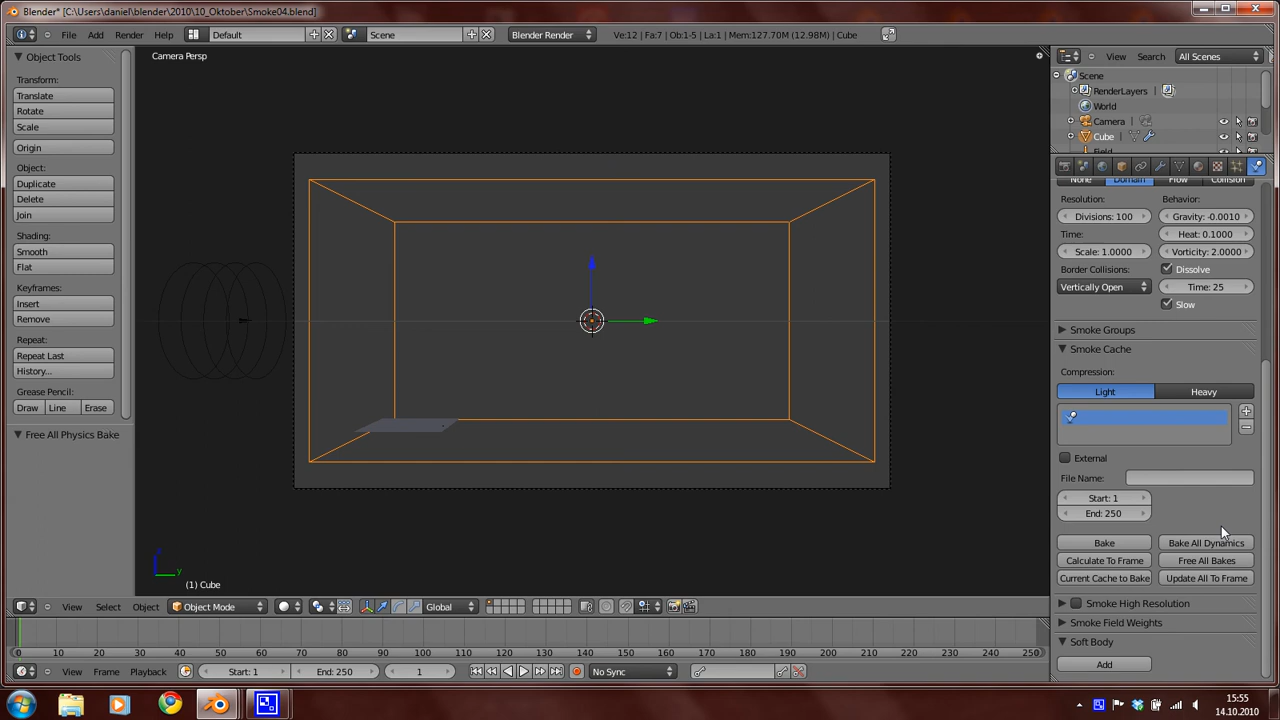 Blender* [C:\Users\daniel\blender\2010\10_Oktober\Smoke04.blend]
File Add Render Help Default Scene Blender Render Ve:12 | Fa:7 | Ob:1-5 | La:1 | Mem:127.70M (12.98M) | Cube
Object Tools
Transform:
Translate
Rotate
Scale
Origin
Object:
Duplicate
Delete
Join
Shading:
Smooth
Flat
Keyframes:
Insert
Remove
Repeat:
Repeat Last
History...
Grease Pencil:
Draw Line Erase
Free All Physics Bake
Camera Persp
z
y
(1) Cube
View Select Object Object Mode Global
View Search All Scenes
Scene
RenderLayers
World
Camera
Cube
Field
None Domain Flow Collision
Resolution: Behavior:
Divisions: 100 Gravity: -0.0010
Time: Heat: 0.1000
Scale: 1.0000 Vorticity: 2.0000
Border Collisions: Dissolve
Vertically Open Time: 25
Slow
Smoke Groups
Smoke Cache
Compression:
Light Heavy
External
File Name:
Start: 1
End: 250
Bake Bake All Dynamics
Calculate To Frame Free All Bakes
Current Cache to Bake Update All To Frame
Smoke High Resolution
Smoke Field Weights
Soft Body
Add
0 10 20 30 40 50 60 70 80 90 100 110 120 130 140 150 160 170 180 190 200 210 220 230 240 250
View Frame Playback Start: 1 End: 250 1 No Sync
15:55
14.10.2010